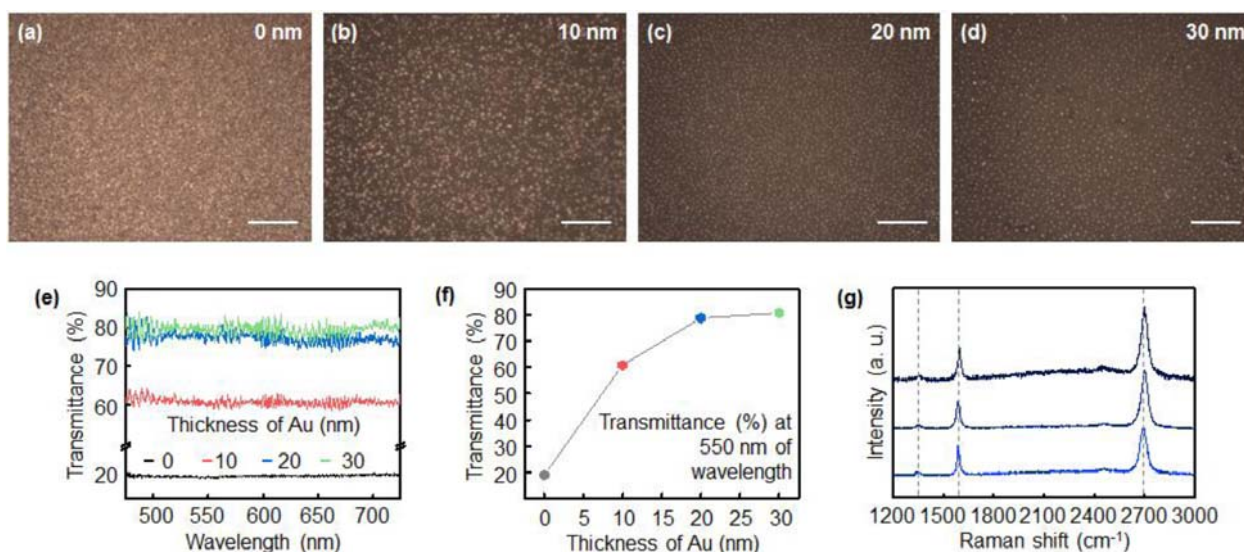 (a) 0 nm
(b) 10 nm
(c) 20 nm
(d) 30 nm
(e)
90
80
70
60
20
Transmittance (%)
Thickness of Au (nm)
0 10 20 30
500 550 600 650 700
Wavelength (nm)
(f)
90
80
70
60
50
40
30
20
Transmittance (%)
Transmittance (%) at
550 nm of
wavelength
0 5 10 15 20 25 30
Thickness of Au (nm)
(g)
Intensity (a. u.)
1200 1500 1800 2100 2400 2700 3000
Raman shift (cm⁻¹)